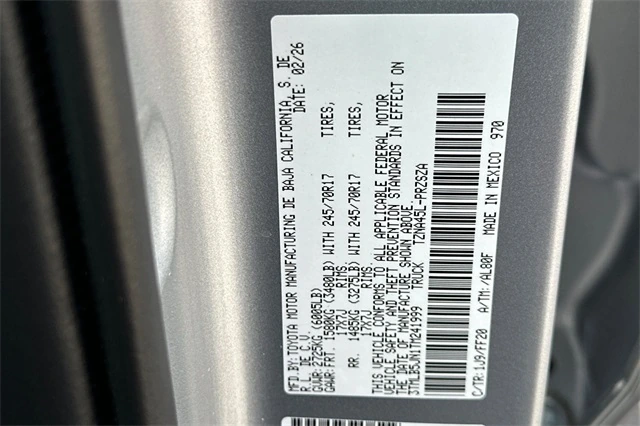 MFD.BY:TOYOTA MOTOR MANUFACTURING DE BAJA CALIFORNIA, S. DE
R.L. DE C.V. DATE: 02/26
GVWR: 2725KG (6005LB)
GAWR: FRT. 1580KG (3480LB) WITH 245/70R17 TIRES,
17X7J RIMS,
RR. 1485KG (3275LB) WITH 245/70R17 TIRES,
17X7J RIMS.
THIS VEHICLE CONFORMS TO ALL APPLICABLE FEDERAL MOTOR
VEHICLE SAFETY AND THEFT PREVENTION STANDARDS IN EFFECT ON
THE DATE OF MANUFACTURE SHOWN ABOVE.
3TMLB5JN1TM241999 TRUCK TZNA45L-PRZSZA
C/TR:1J9/FF20 A/TM:/AL80F MADE IN MEXICO 970